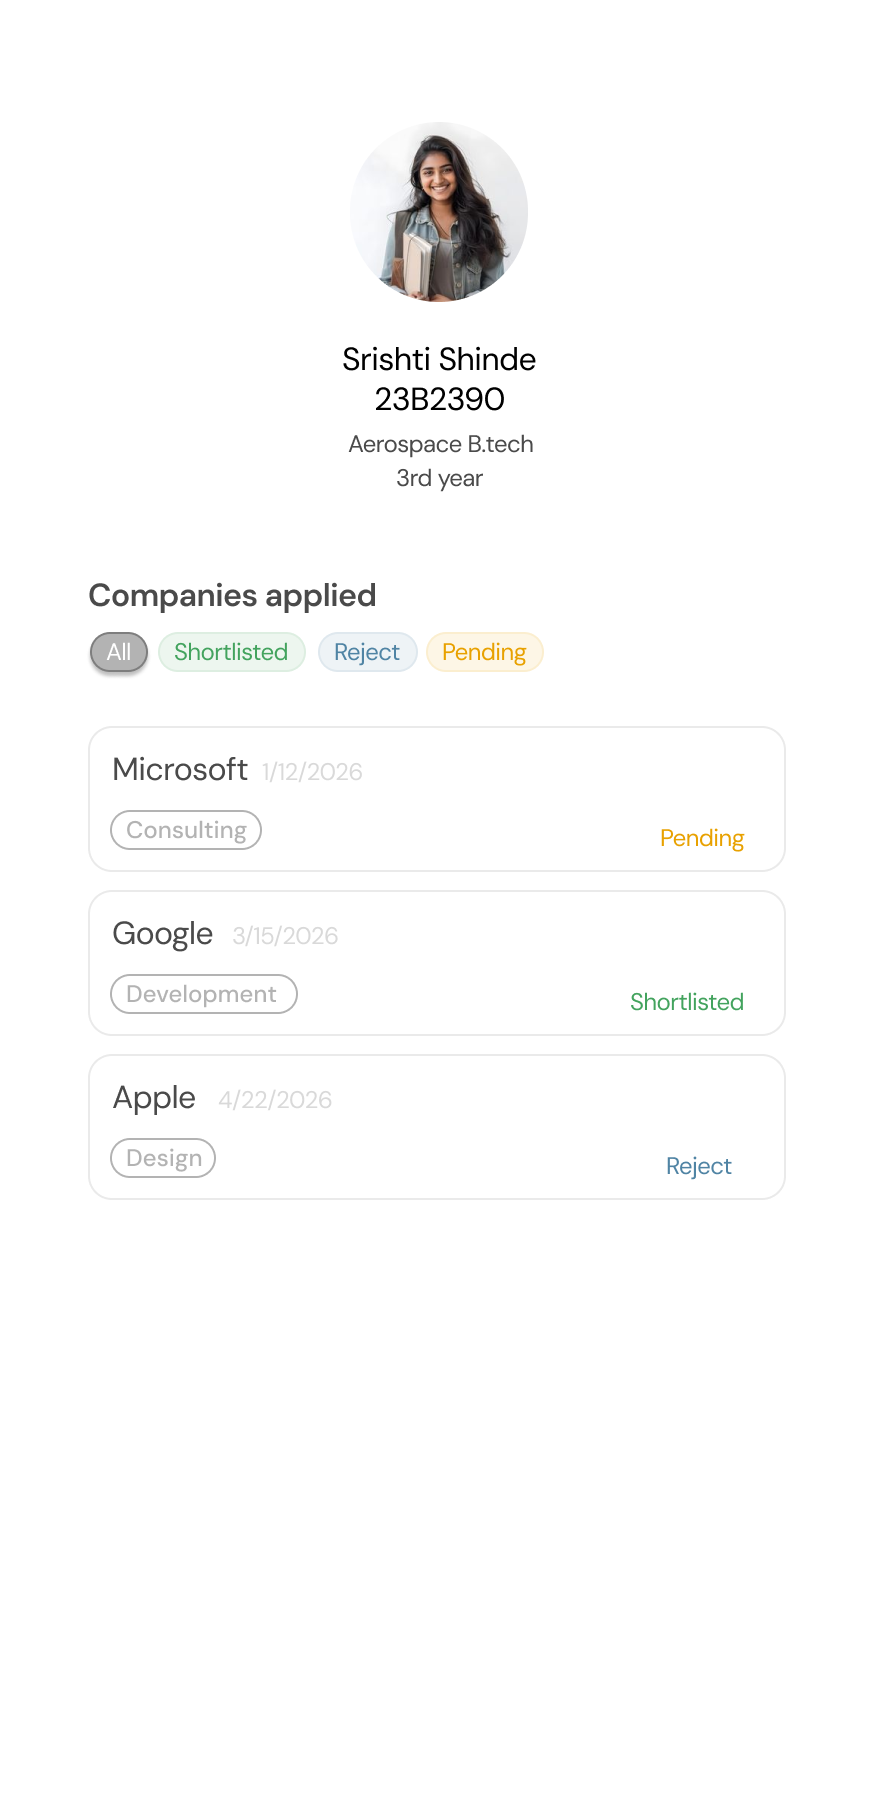 Srishti Shinde
23B2390
Aerospace B.tech
3rd year
Companies applied
All Shortlisted Reject Pending
Microsoft 1/12/2026
Consulting Pending
Google 3/15/2026
Development Shortlisted
Apple 4/22/2026
Design Reject